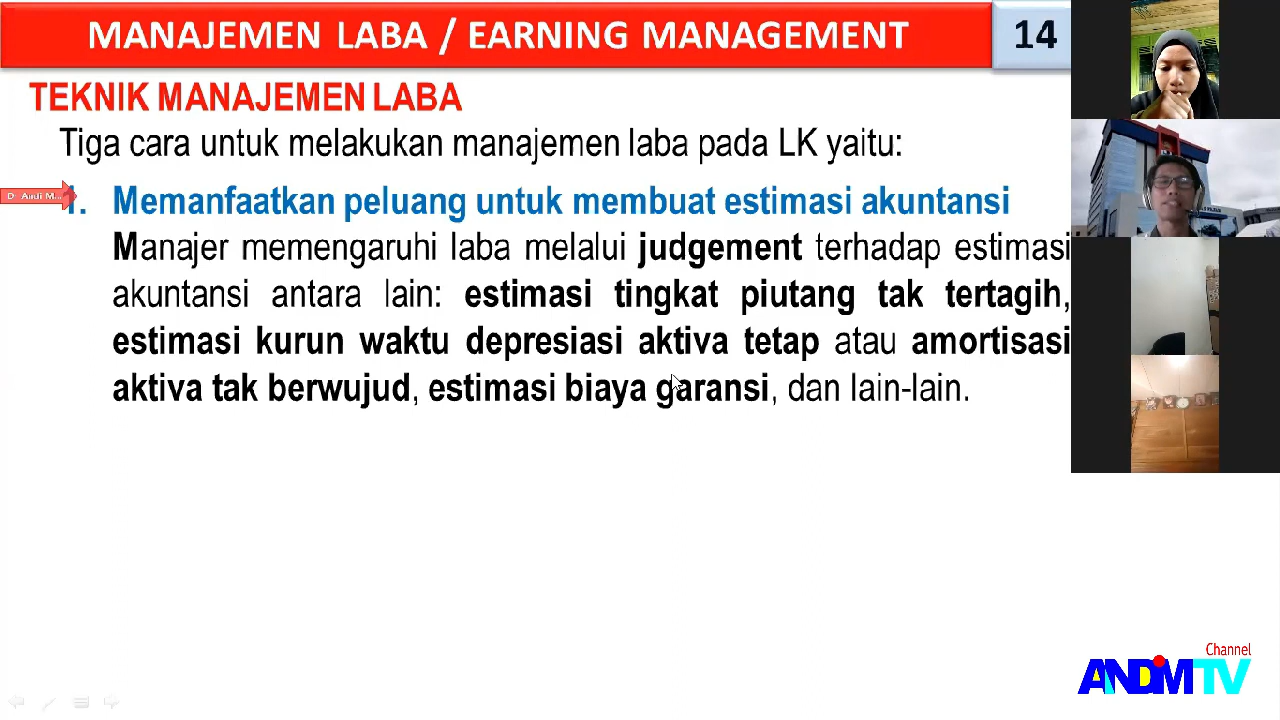 MANAJEMEN LABA / EARNING MANAGEMENT
14
TEKNIK MANAJEMEN LABA
Tiga cara untuk melakukan manajemen laba pada LK yaitu:
1. Memanfaatkan peluang untuk membuat estimasi akuntansi
Manajer memengaruhi laba melalui judgement terhadap estimasi
akuntansi antara lain: estimasi tingkat piutang tak tertagih,
estimasi kurun waktu depresiasi aktiva tetap atau amortisasi
aktiva tak berwujud, estimasi biaya garansi, dan lain-lain.
Channel
ANDIMTV